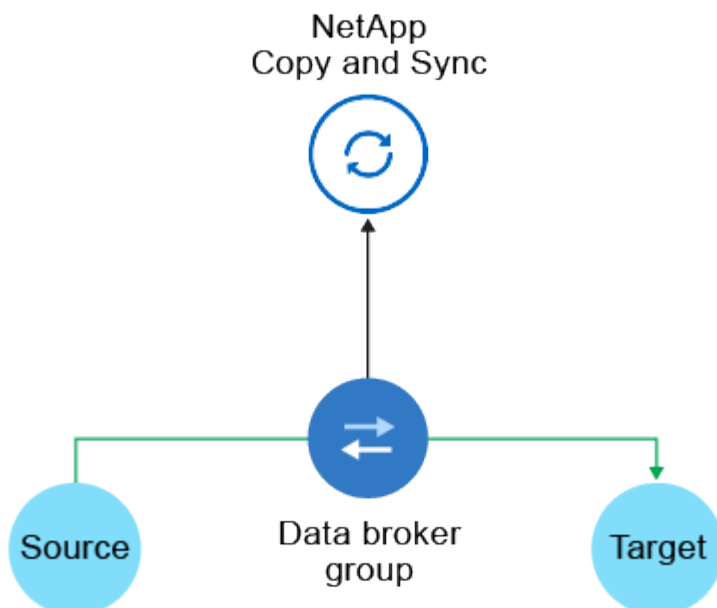 NetApp
Copy and Sync
Source
Data broker
group
Target